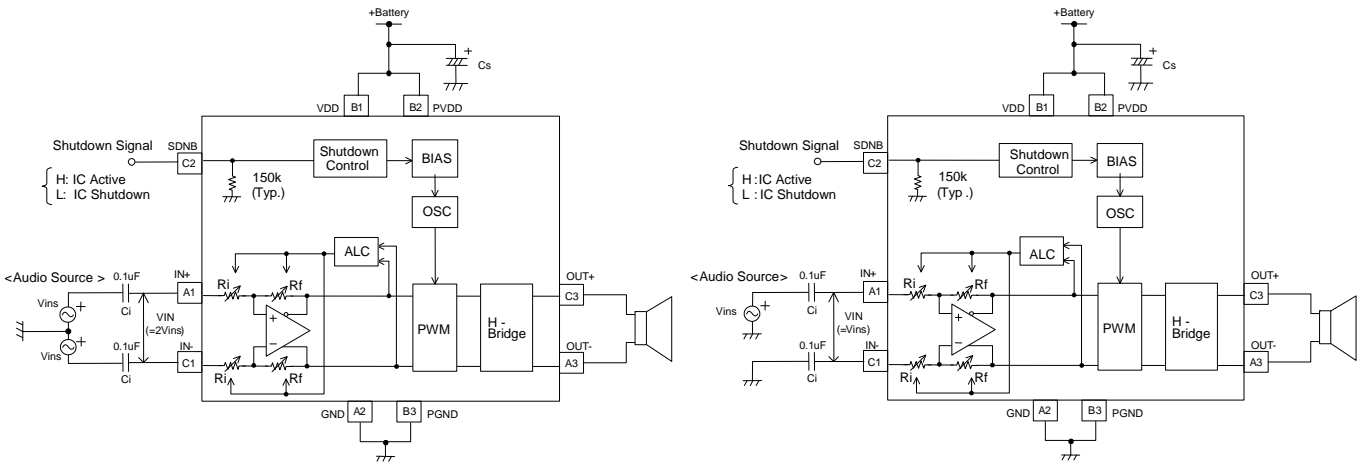 +Battery
+
Cs
VDD
B1
B2
PVDD
Shutdown Signal
SDNB
C2
H: IC Active
L: IC Shutdown
150k
(Typ.)
Shutdown
Control
BIAS
OSC
ALC
<Audio Source >
0.1uF
IN+
A1
Ri
Rf
Vins
+
Ci
VIN
(=2Vins)
+
−
PWM
H -
Bridge
OUT+
C3
Vins
+
0.1uF
IN-
C1
Ci
Ri
Rf
OUT-
A3
GND
A2
B3
PGND
+Battery
+
Cs
VDD
B1
B2
PVDD
Shutdown Signal
SDNB
C2
H : IC Active
L : IC Shutdown
150k
(Typ .)
Shutdown
Control
BIAS
OSC
ALC
<Audio Source>
0.1uF
IN+
A1
Ri
Rf
Vins
+
Ci
VIN
(=Vins)
+
−
PWM
H -
Bridge
OUT+
C3
0.1uF
IN-
C1
Ci
Ri
Rf
OUT-
A3
GND
A2
B3
PGND